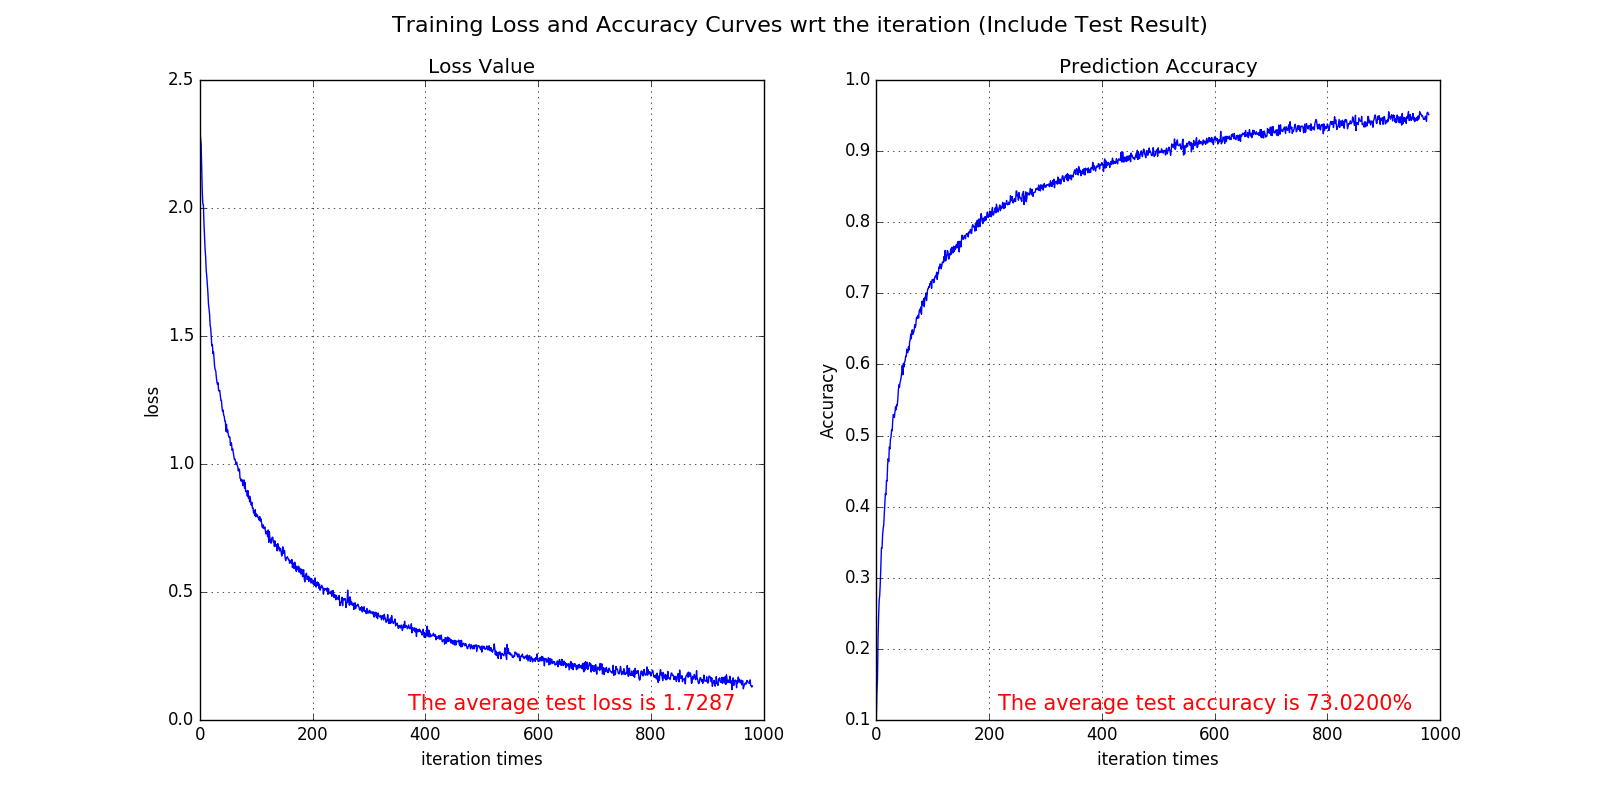 Training Loss and Accuracy Curves wrt the iteration (Include Test Result)
Loss Value
2.5
2.0
1.5
1.0
0.5
0.0
loss
The average test loss is 1.7287
0 200 400 600 800 1000
iteration times
Prediction Accuracy
1.0
0.9
0.8
0.7
0.6
0.5
0.4
0.3
0.2
0.1
Accuracy
The average test accuracy is 73.0200%
0 200 400 600 800 1000
iteration times